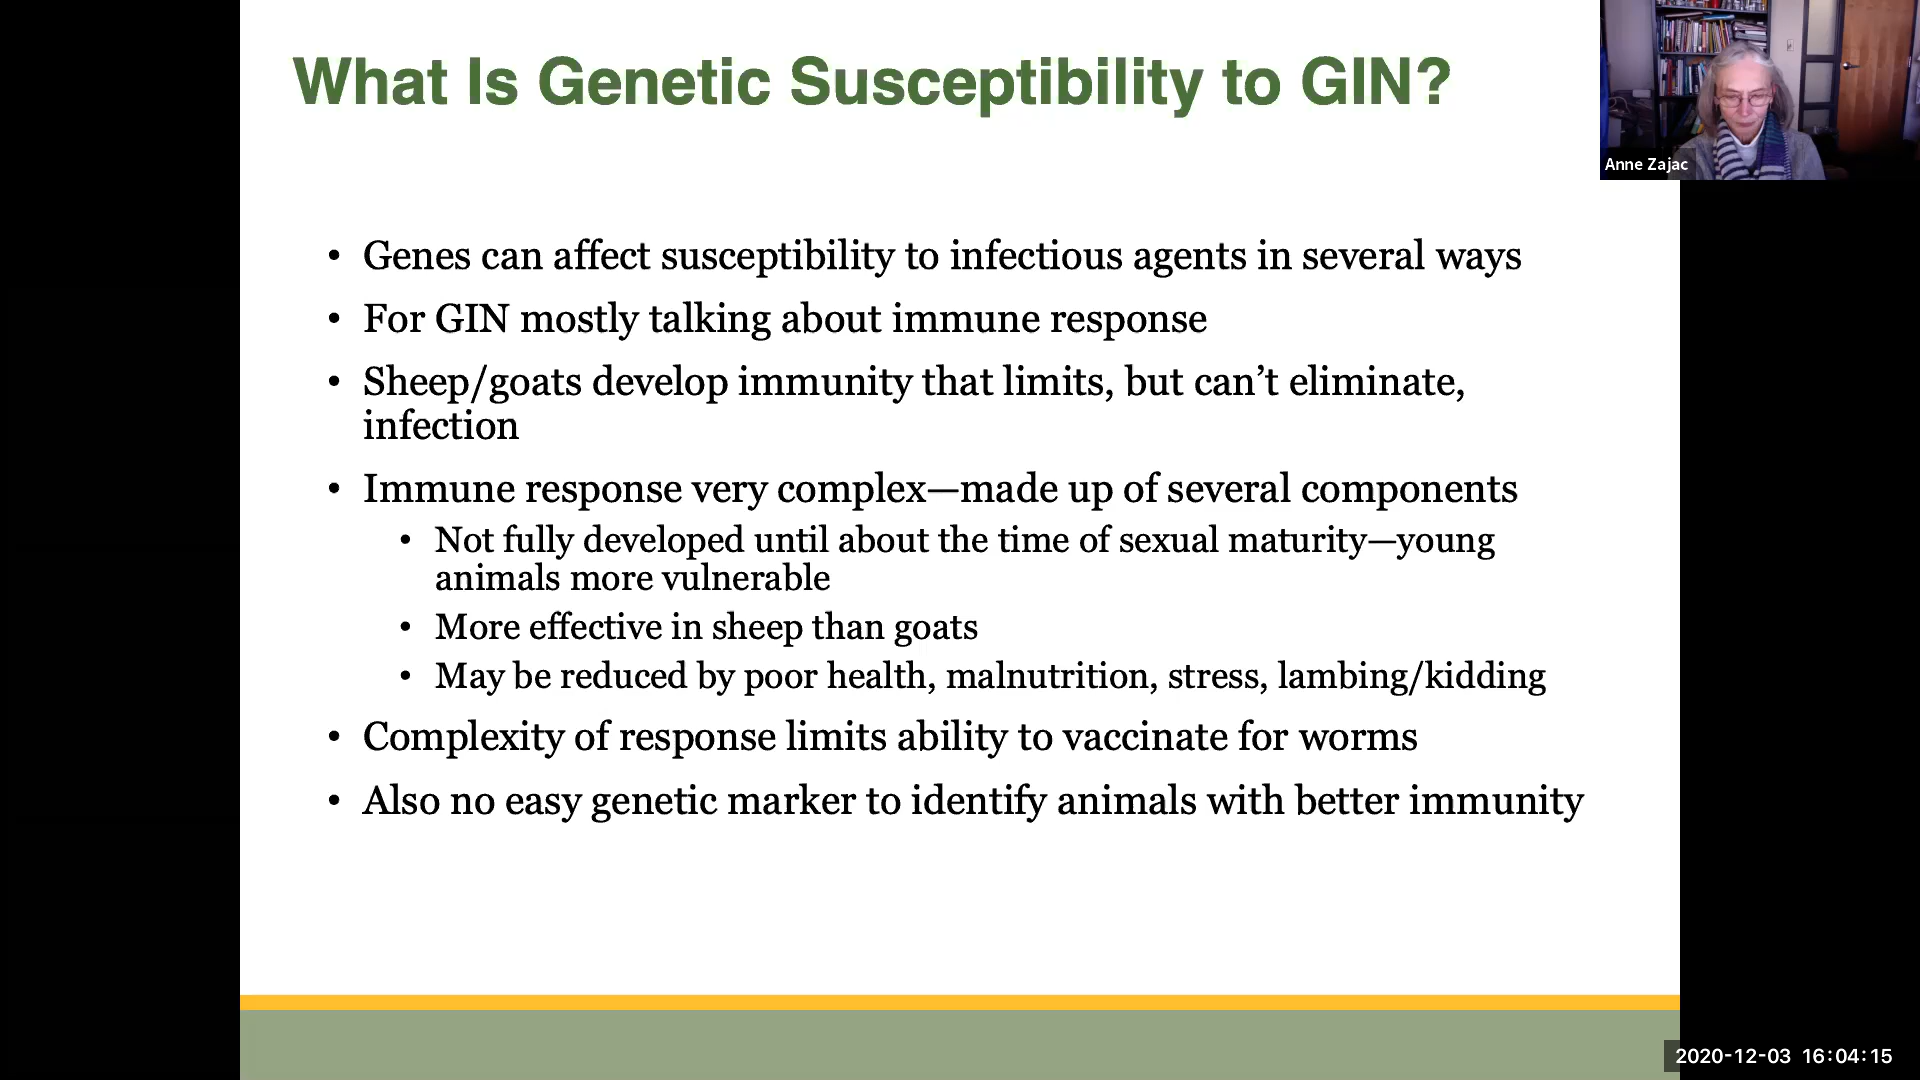 What Is Genetic Susceptibility to GIN?
Anne Zajac
• Genes can affect susceptibility to infectious agents in several ways
• For GIN mostly talking about immune response
• Sheep/goats develop immunity that limits, but can’t eliminate,
infection
• Immune response very complex—made up of several components
• Not fully developed until about the time of sexual maturity—young
animals more vulnerable
• More effective in sheep than goats
• May be reduced by poor health, malnutrition, stress, lambing/kidding
• Complexity of response limits ability to vaccinate for worms
• Also no easy genetic marker to identify animals with better immunity
2020-12-03 16:04:15